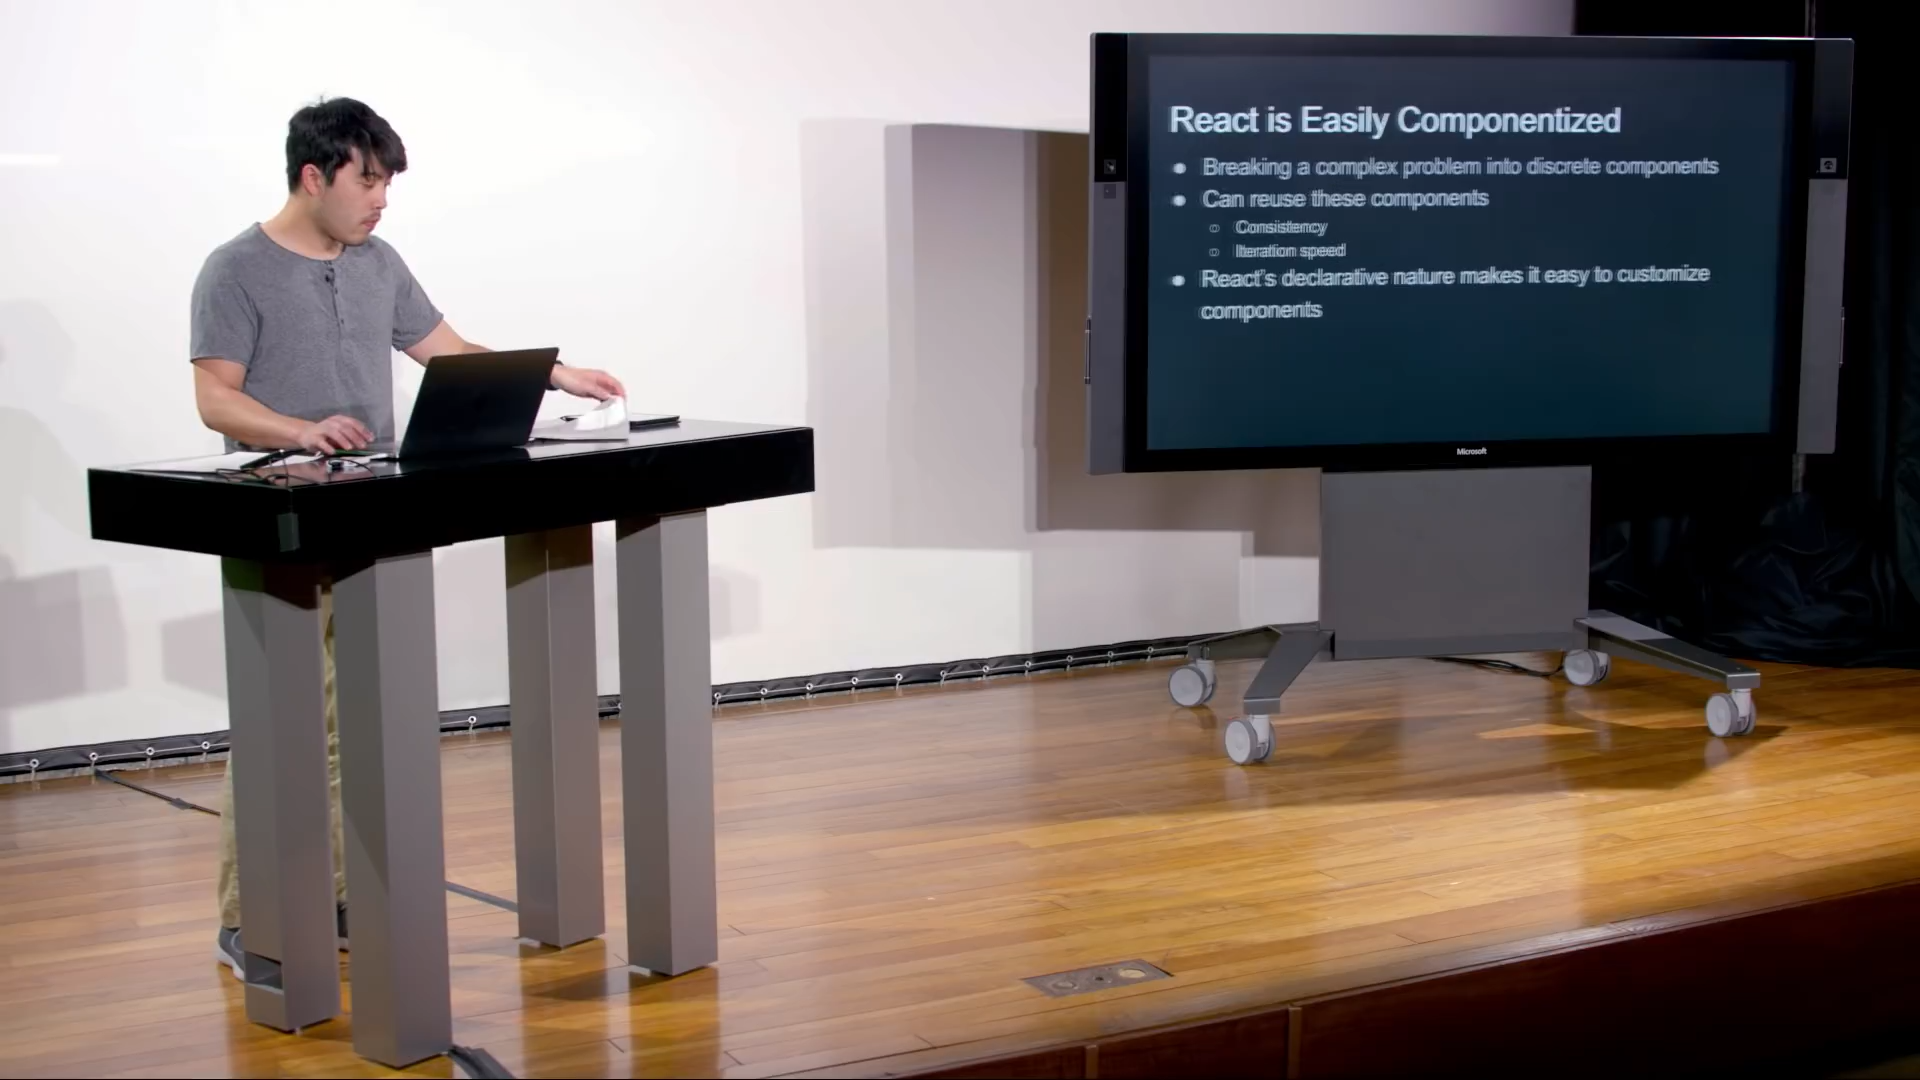 React is Easily Componentized
● Breaking a complex problem into discrete components
● Can reuse these components
○ Consistency
○ Iteration speed
● React's declarative nature makes it easy to customize
components
Microsoft